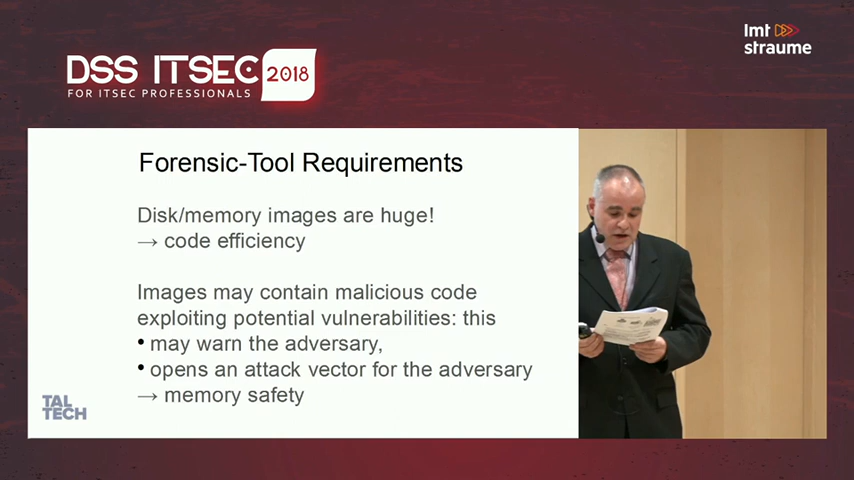 lmt
straume
DSS ITSEC 2018
FOR ITSEC PROFESSIONALS
Forensic-Tool Requirements
Disk/memory images are huge!
→ code efficiency
Images may contain malicious code
exploiting potential vulnerabilities: this
• may warn the adversary,
• opens an attack vector for the adversary
→ memory safety
TAL
TECH